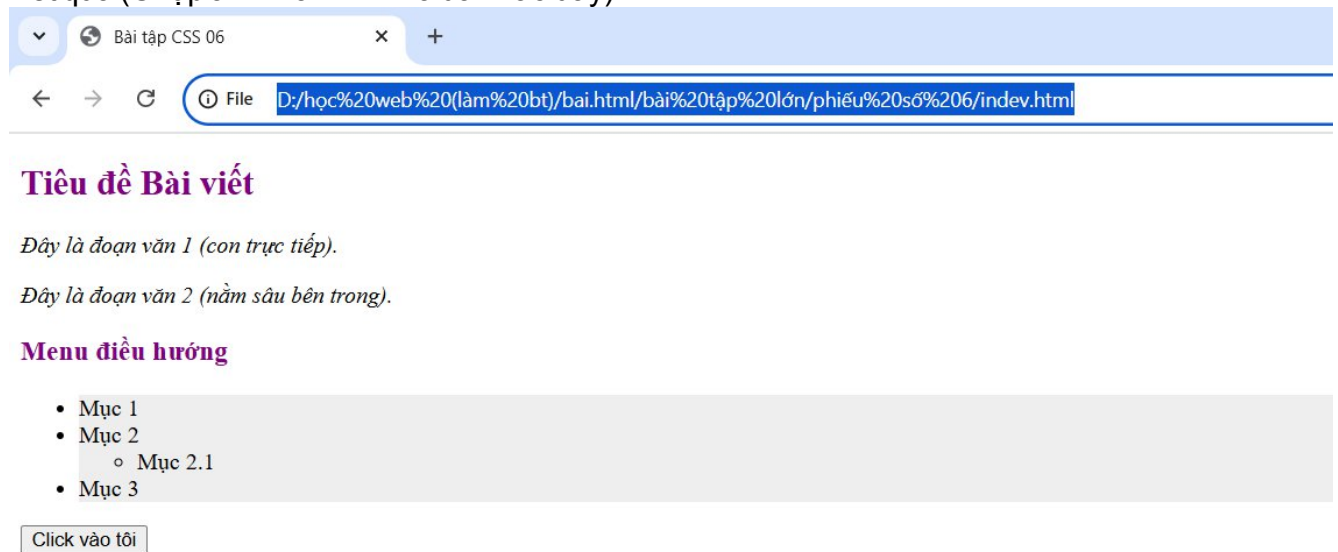 Bài tập CSS 06
File D:/học%20web%20(làm%20bt)/bai.html/bài%20tập%20lớn/phiếu%20số%206/indev.html
Tiêu đề Bài viết
Đây là đoạn văn 1 (con trực tiếp).
Đây là đoạn văn 2 (nằm sâu bên trong).
Menu điều hướng
Mục 1
Mục 2
Mục 2.1
Mục 3
Click vào tôi